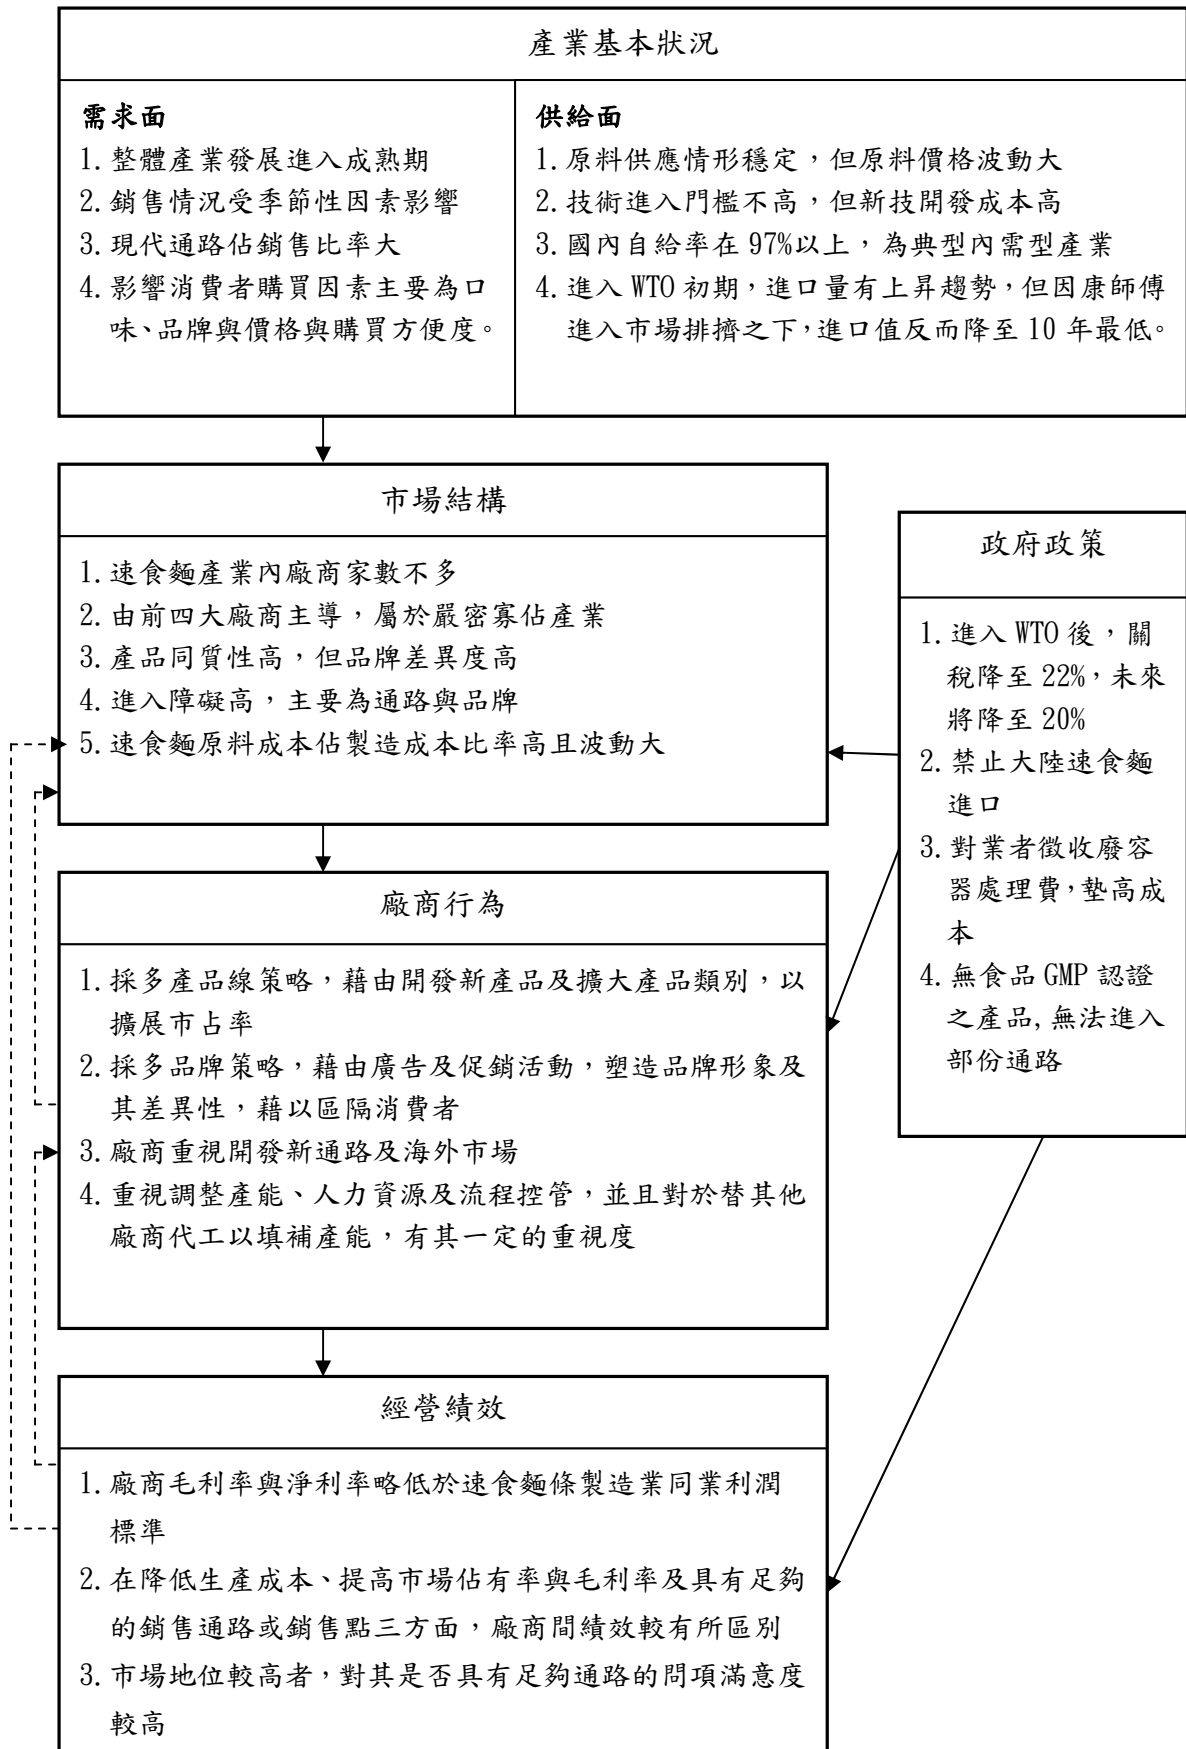 產業基本狀況
需求面
1.整體產業發展進入成熟期
2.銷售情況受季節性因素影響
3.現代通路佔銷售比率大
4.影響消費者購買因素主要為口
味、品牌與價格與購買方便度。
供給面
1.原料供應情形穩定，但原料價格波動大
2.技術進入門檻不高，但新技開發成本高
3.國內自給率在 97%以上，為典型內需型產業
4.進入 WTO 初期，進口量有上昇趨勢，但因康師傅
進入市場排擠之下，進口值反而降至 10 年最低。
市場結構
1.速食麵產業內廠商家數不多
2.由前四大廠商主導，屬於嚴密寡佔產業
3.產品同質性高，但品牌差異度高
4.進入障礙高，主要為通路與品牌
5.速食麵原料成本佔製造成本比率高且波動大
政府政策
1.進入 WTO 後，關
稅降至 22%，未來
將降至 20%
2.禁止大陸速食麵
進口
3.對業者徵收廢容
器處理費，墊高成
本
4.無食品 GMP 認證
之產品,無法進入
部份通路
廠商行為
1.採多產品線策略，藉由開發新產品及擴大產品類別，以
擴展市占率
2.採多品牌策略，藉由廣告及促銷活動，塑造品牌形象及
其差異性，藉以區隔消費者
3.廠商重視開發新通路及海外市場
4.重視調整產能、人力資源及流程控管，並且對於替其他
廠商代工以填補產能，有其一定的重視度
經營績效
1.廠商毛利率與淨利率略低於速食麵條製造業同業利潤
標準
2.在降低生產成本、提高市場佔有率與毛利率及具有足夠
的銷售通路或銷售點三方面，廠商間績效較有所區別
3.市場地位較高者，對其是否具有足夠通路的問項滿意度
較高